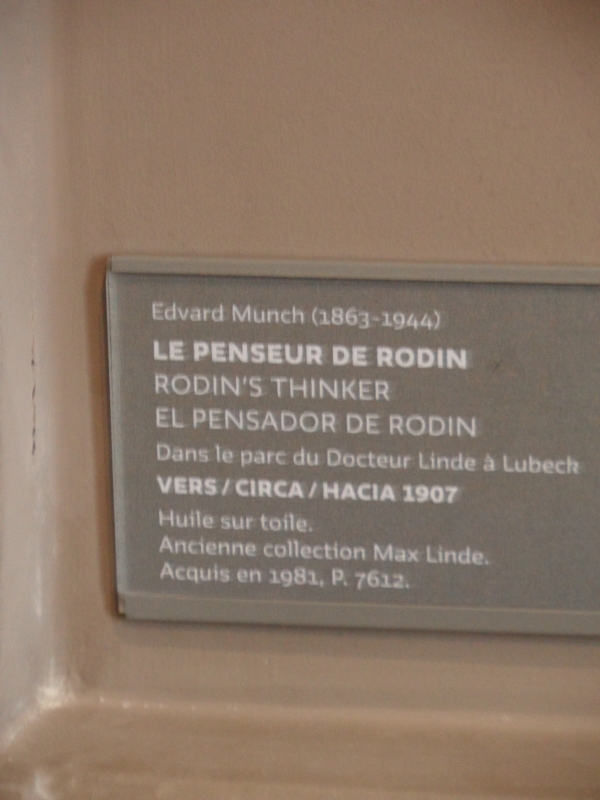 Edvard Munch (1863-1944)
LE PENSEUR DE RODIN
RODIN'S THINKER
EL PENSADOR DE RODIN
Dans le parc du Docteur Linde à Lubeck
VERS / CIRCA / HACIA 1907
Huile sur toile.
Ancienne collection Max Linde.
Acquis en 1981, P. 7612.